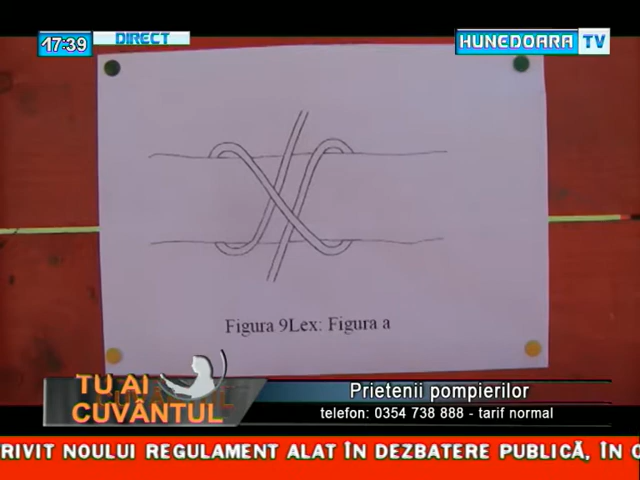 17:39
DIRECT
HUNEDOARA TV
Figura 9Lex: Figura a
TU AI
CUVÂNTUL
Prietenii pompierilor
telefon: 0354 738 888 - tarif normal
RIVIT NOULUI REGULAMENT ALAT ÎN DEZBATERE PUBLICĂ, ÎN